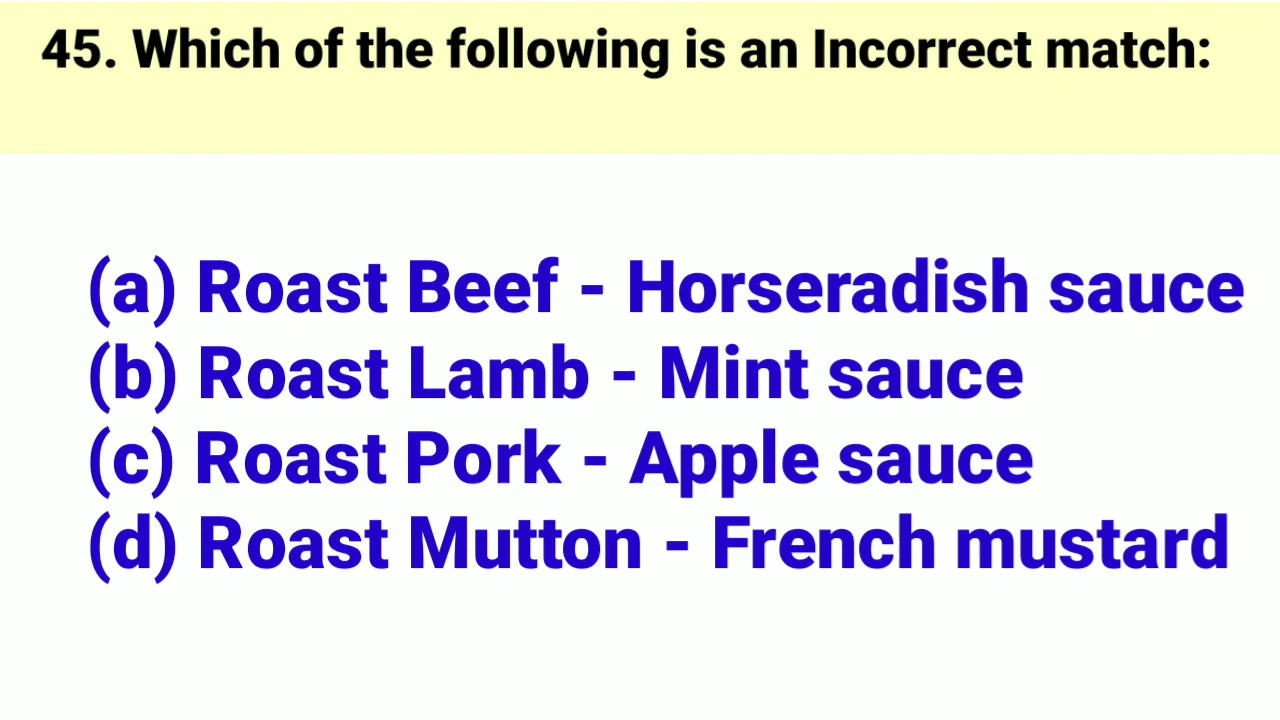 45. Which of the following is an Incorrect match:
(a) Roast Beef - Horseradish sauce
(b) Roast Lamb - Mint sauce
(c) Roast Pork - Apple sauce
(d) Roast Mutton - French mustard